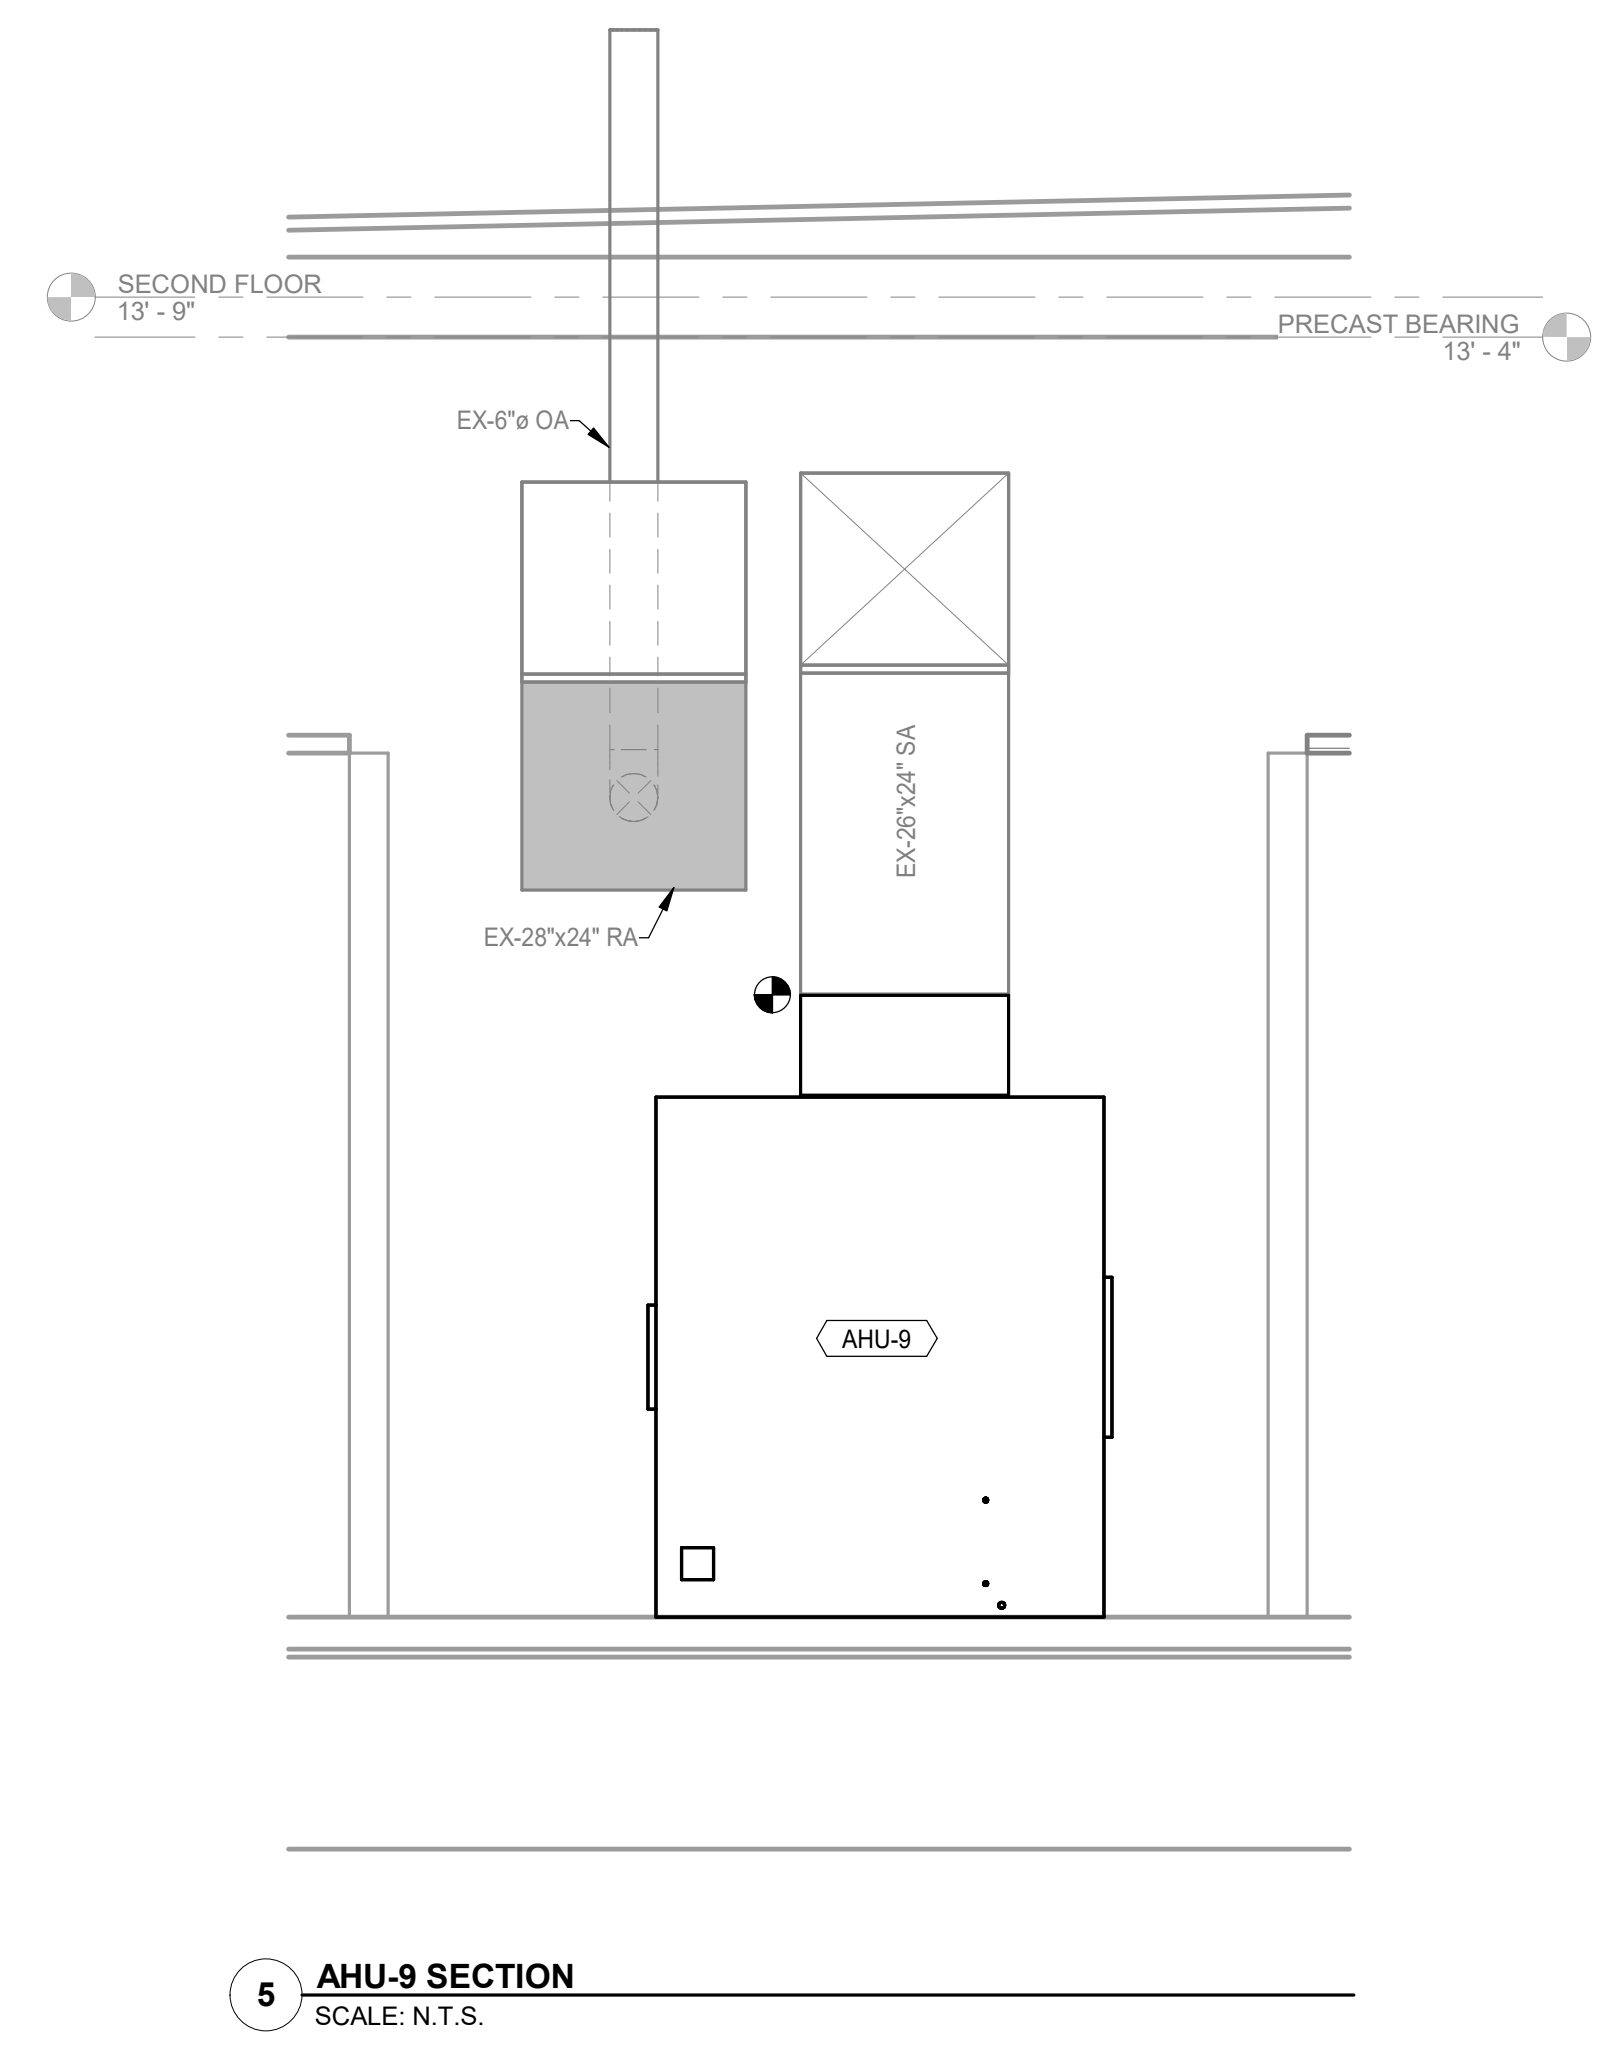 SECOND FLOOR
13' - 9"
PRECAST BEARING
13' - 4"
EX-6"ø OA
EX-26"x24" SA
EX-28"x24" RA
AHU-9
5
AHU-9 SECTION
SCALE: N.T.S.